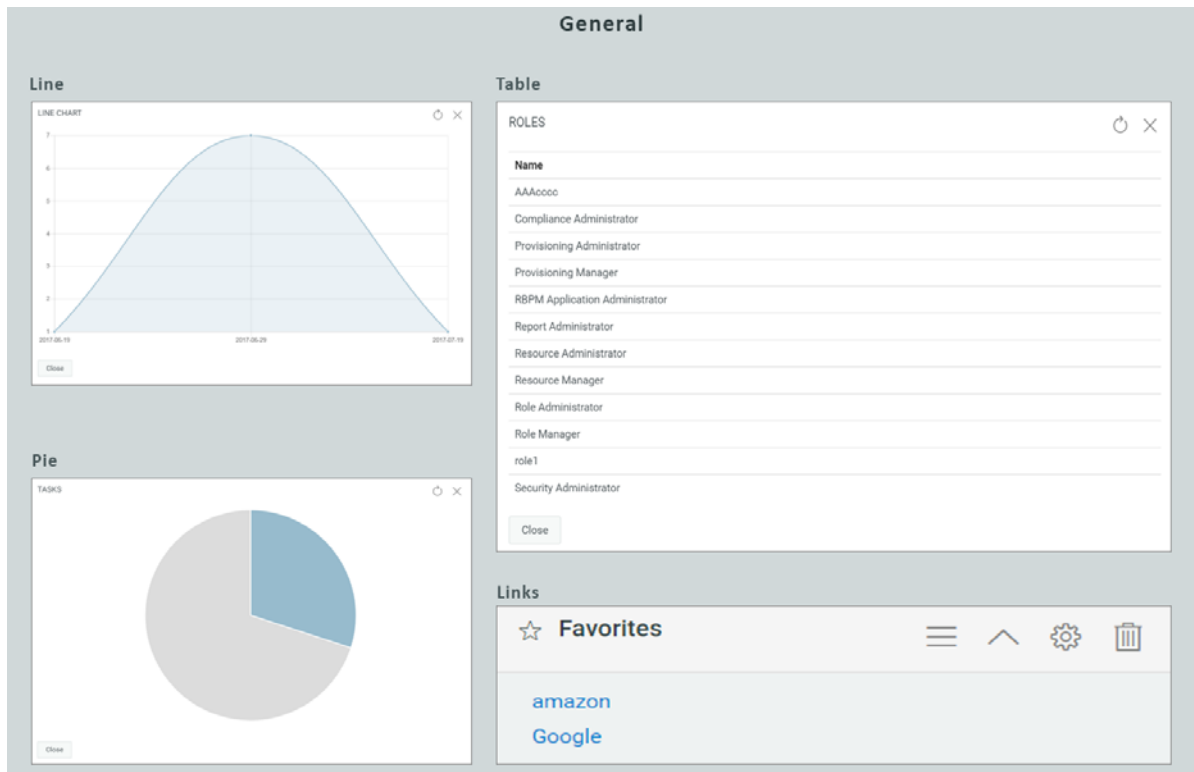 General
Line
LINE CHART
7
6
5
4
3
2
1
2017-06-19
2017-06-29
2017-07-19
Close
Table
ROLES
Name
AAAcccc
Compliance Administrator
Provisioning Administrator
Provisioning Manager
RBPM Application Administrator
Report Administrator
Resource Administrator
Resource Manager
Role Administrator
Role Manager
role1
Security Administrator
Close
Pie
TASKS
Close
Links
Favorites
amazon
Google